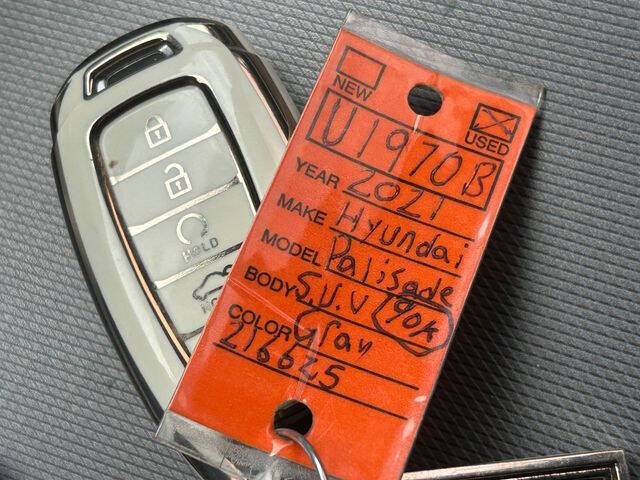 NEW
USED
U1970B
YEAR 2021
MAKE Hyundai
MODEL Palisade
BODY S.U.V 90k
COLOR Gray
216625
HOLD